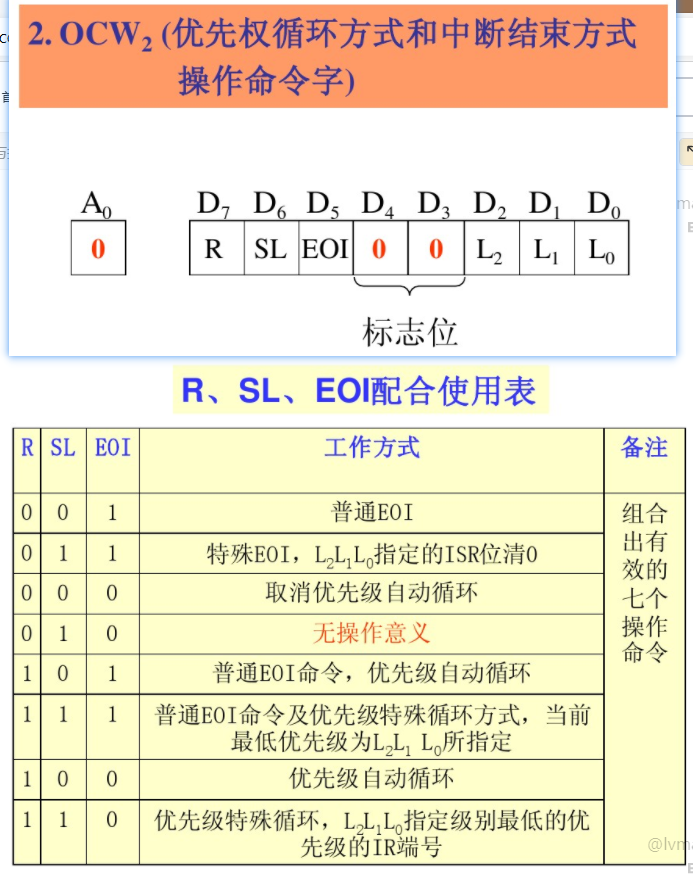 2. OCW₂ (优先权循环方式和中断结束方式
操作命令字)
A₀ D₇ D₆ D₅ D₄ D₃ D₂ D₁ D₀
0 R SL EOI 0 0 L₂ L₁ L₀
标志位
R、SL、EOI配合使用表
R SL EOI 工作方式 备注
0 0 1 普通EOI
0 1 1 特殊EOI，L₂L₁L₀指定的ISR位清0
0 0 0 取消优先级自动循环
0 1 0 无操作意义
1 0 1 普通EOI命令，优先级自动循环
1 1 1 普通EOI命令及优先级特殊循环方式，当前
最低优先级为L₂L₁ L₀所指定
1 0 0 优先级自动循环
1 1 0 优先级特殊循环，L₂L₁L₀指定级别最低的优
先级的IR端号
组合
出有
效的
七个
操作
命令